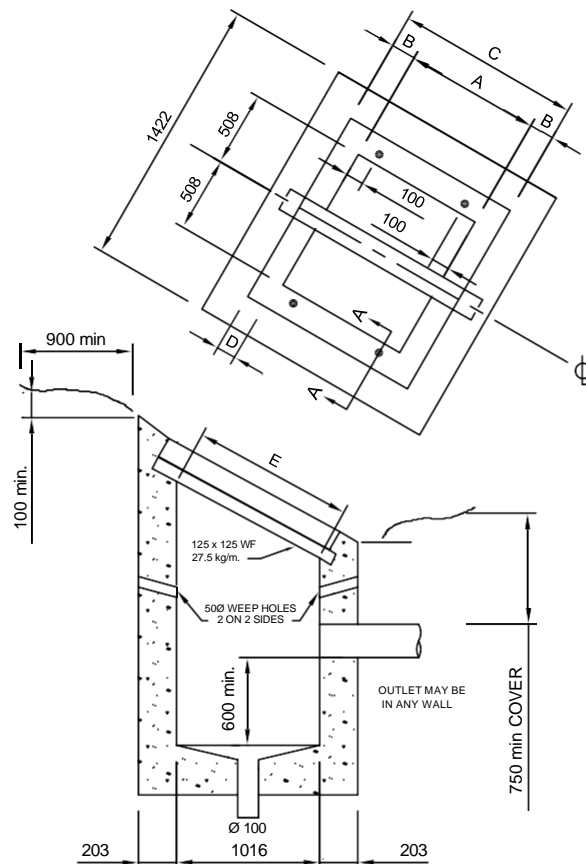 B
C
A
B
1422
508
508
100
100
A
A
D
℄
900 min
100 min.
E
125 x 125 WF
27.5 kg/m.
50Ø WEEP HOLES
2 ON 2 SIDES
600 min.
OUTLET MAY BE
IN ANY WALL
750 min COVER
Ø 100
203
1016
203